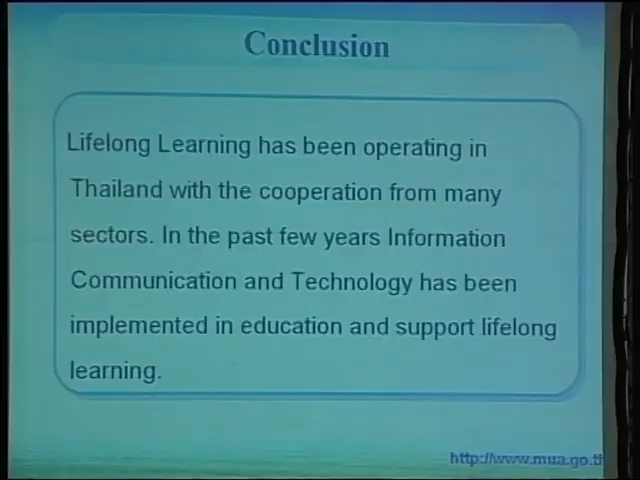 Conclusion
Lifelong Learning has been operating in
Thailand with the cooperation from many
sectors. In the past few years Information
Communication and Technology has been
implemented in education and support lifelong
learning.
http://www.mua.go.t